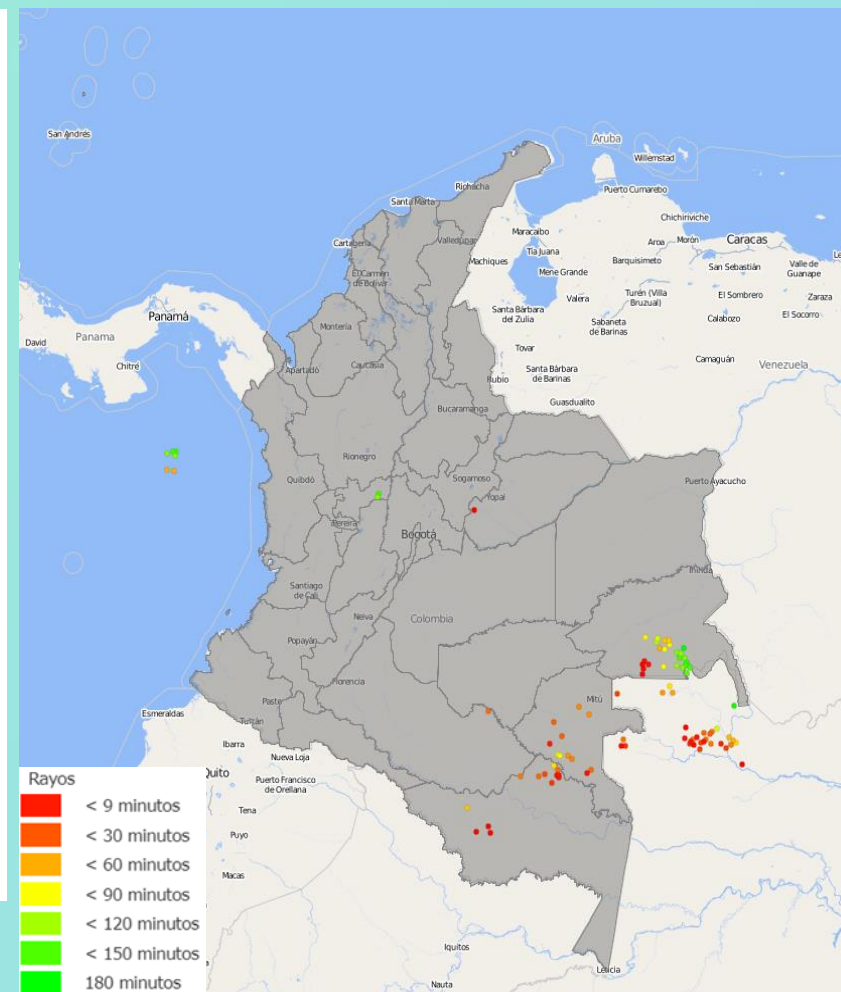 San Andrés
Aruba
Willemstad
Riohacha
Puerto Cumarebo
Santa Marta
Chichiriviche
Cartagena
Valledupar
Maracaibo
Aroa
Morón
Caracas
Tía Juana
Machiques
Barquisimeto
El Carmen
de Bolívar
Mene Grande
San Sebastián
Valle de
Guanape
Valera
Turén (Villa
Bruzual)
El Sombrero
Zaraza
Panamá
Santa Bárbara
del Zulia
Sabaneta
de Barinas
Calabozo
El Socorro
Montería
David
Panama
Tovar
Chitré
Apartadó
Caucasia
Santa Bárbara
de Barinas
Camaguán
Venezuela
Rubio
Guasdualito
Bucaramanga
Rionegro
Quibdó
Sogamoso
Yopal
Puerto Ayacucho
Pereira
Bogotá
Inírida
Santiago
de Cali
Neiva
Colombia
Popayán
Florencia
Mitú
Pasto
Esmeraldas
Ibarra
Nueva Loja
Quito
Puerto Francisco
de Orellana
Tena
Puyo
Macas
Iquitos
Leticia
Nauta
Rayos
< 9 minutos
< 30 minutos
< 60 minutos
< 90 minutos
< 120 minutos
< 150 minutos
180 minutos